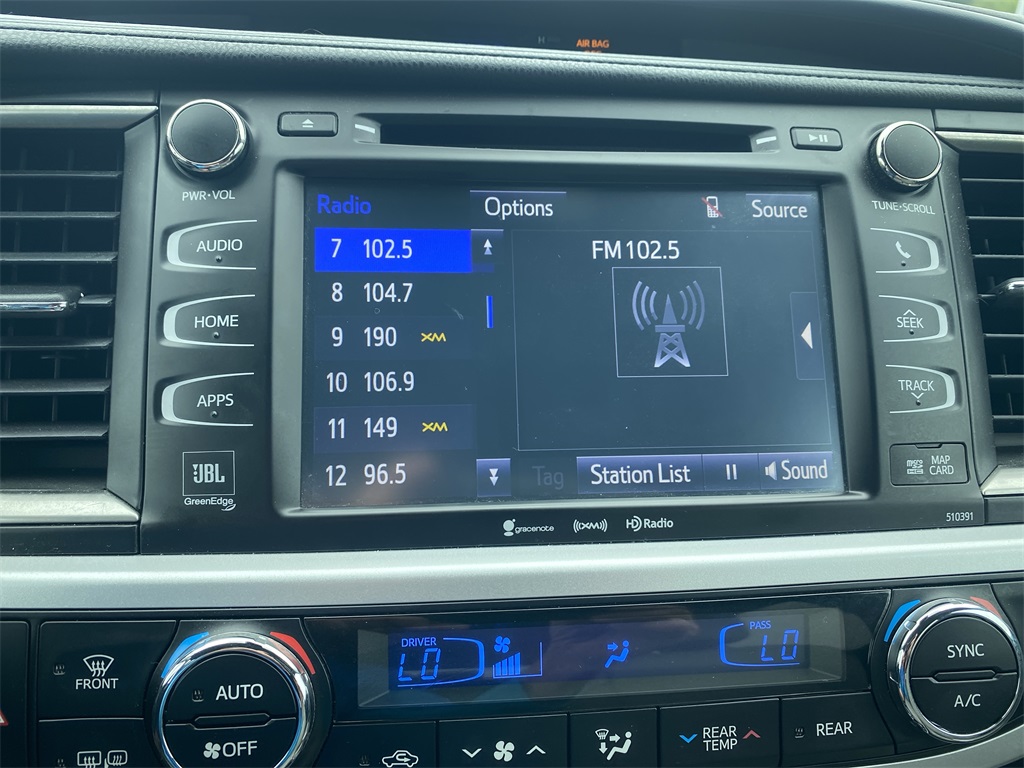 AIR BAG
PWR•VOL
AUDIO
HOME
APPS
JBL
GreenEdge
Radio
Options
Source
7 102.5
8 104.7
9 190 XM
10 106.9
11 149 XM
12 96.5
FM 102.5
Tag
Station List
Sound
TUNE•SCROLL
SEEK
TRACK
micro SD
MAP
CARD
510391
gracenote
((XM))
HD Radio
DRIVER
LO
PASS
LO
FRONT
AUTO
OFF
REAR
TEMP
REAR
SYNC
A/C